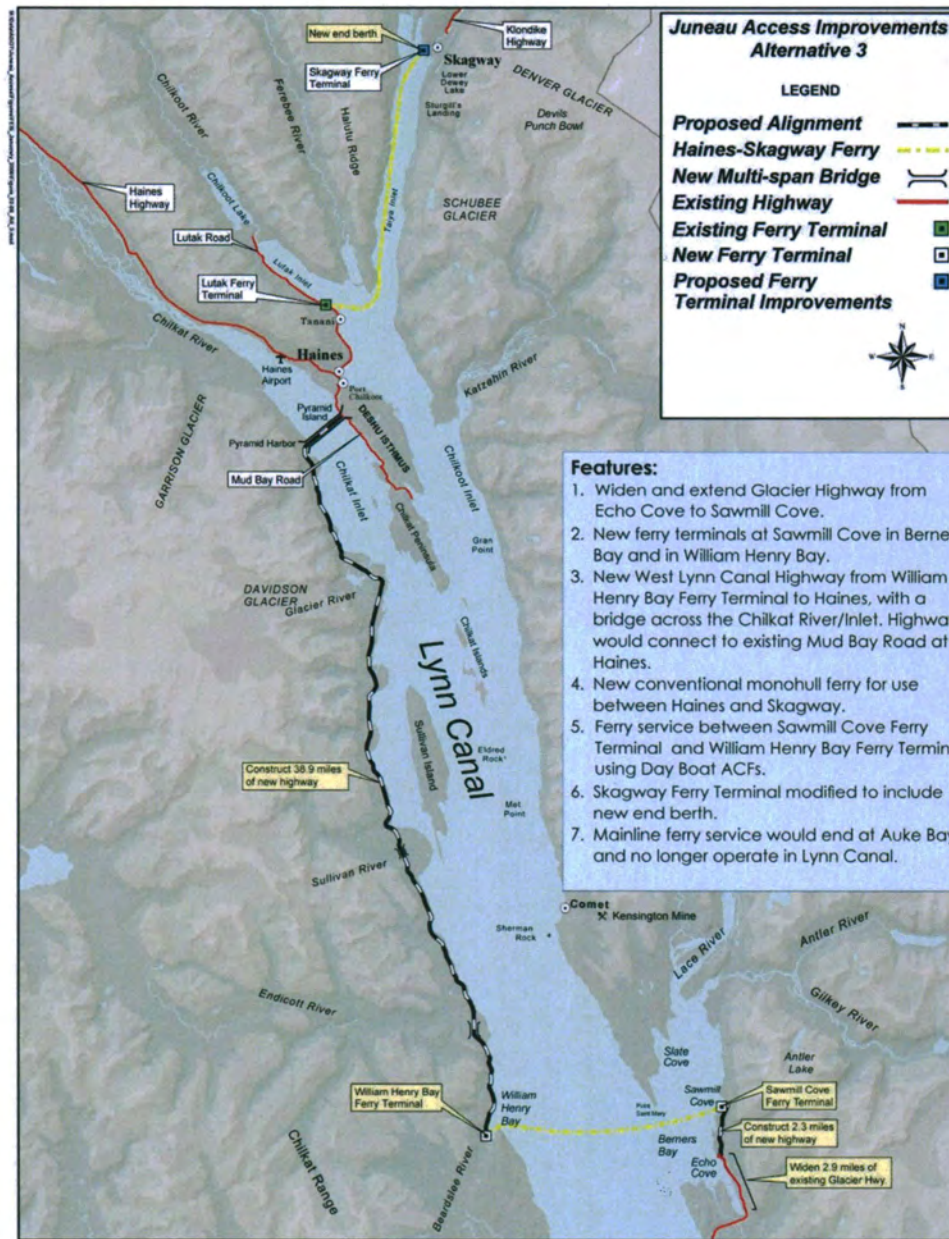 New end berth
Skagway Ferry
Terminal
Klondike
Highway
Skagway
Lower
Dewey
Lake
Sturgill's
Landing
DENVER GLACIER
Devils
Punch Bowl
Chilkoot River
Ferebee River
Halutu Ridge
Taiya Inlet
SCHUBEE
GLACIER
Haines
Highway
Chilkoot Lake
Lutak Road
Lutak Inlet
Lutak Ferry
Terminal
Tanani
Chilkat River
Haines
Haines
Airport
Port
Chilkoot
Katzehin River
GARRISON GLACIER
Pyramid
Island
DESHU ISTHMUS
Pyramid Harbor
Mud Bay Road
Chilkat Inlet
Chilkoot Inlet
Chilkat Peninsula
Gran
Point
DAVIDSON
GLACIER
Glacier River
Chilkat Islands
Lynn Canal
Sullivan Island
Eldred
Rock
Construct 38.9 miles
of new highway
Met
Point
Sullivan River
Comet
Kensington Mine
Sherman
Rock
Lace River
Antler River
Gilkey River
Endicott River
Slate
Cove
Antler
Lake
William Henry Bay
Ferry Terminal
William
Henry
Bay
Sawmill
Cove
Sawmill Cove
Ferry Terminal
Point
Saint Mary
Construct 2.3 miles
of new highway
Berners
Bay
Echo
Cove
Widen 2.9 miles of
existing Glacier Hwy.
Chilkat Range
Beardslee River
Juneau Access Improvements
Alternative 3
LEGEND
Proposed Alignment
Haines-Skagway Ferry
New Multi-span Bridge
Existing Highway
Existing Ferry Terminal
New Ferry Terminal
Proposed Ferry
Terminal Improvements
N
W
E
S
Features:
1. Widen and extend Glacier Highway from
Echo Cove to Sawmill Cove.
2. New ferry terminals at Sawmill Cove in Berne
Bay and in William Henry Bay.
3. New West Lynn Canal Highway from William
Henry Bay Ferry Terminal to Haines, with a
bridge across the Chilkat River/Inlet. Highwa
would connect to existing Mud Bay Road at
Haines.
4. New conventional monohull ferry for use
between Haines and Skagway.
5. Ferry service between Sawmill Cove Ferry
Terminal and William Henry Bay Ferry Termin
using Day Boat ACFs.
6. Skagway Ferry Terminal modified to include
new end berth.
7. Mainline ferry service would end at Auke Bay
and no longer operate in Lynn Canal.